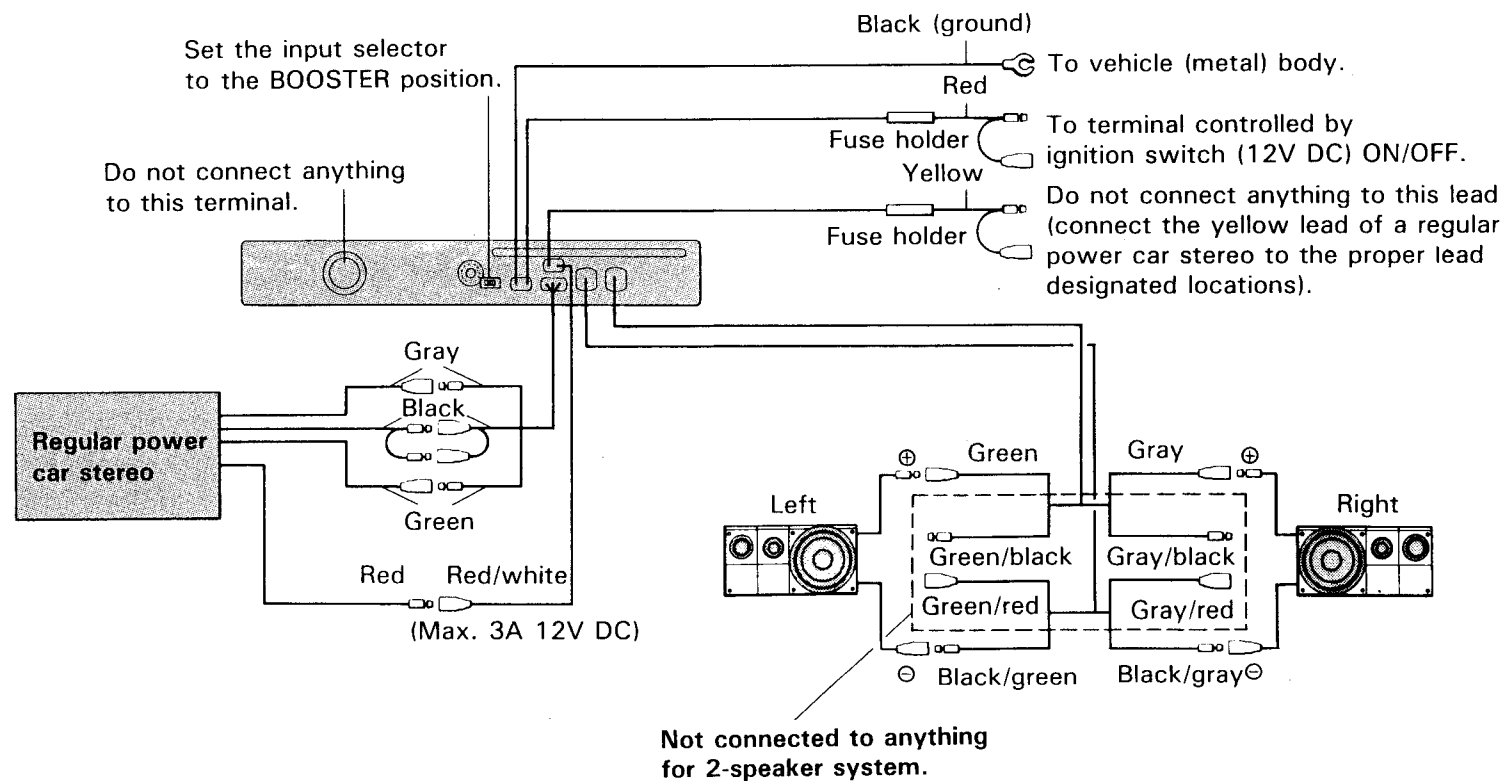 Black (ground)
Set the input selector
to the BOOSTER position.
To vehicle (metal) body.
Red
Fuse holder
To terminal controlled by
ignition switch (12V DC) ON/OFF.
Do not connect anything
to this terminal.
Yellow
Fuse holder
Do not connect anything to this lead
(connect the yellow lead of a regular
power car stereo to the proper lead
designated locations).
Gray
Black
Green
Regular power
car stereo
Red
Red/white
(Max. 3A 12V DC)
⊕
Green
Gray
⊕
Left
Right
Green/black
Gray/black
Green/red
Gray/red
⊖
Black/green
Black/gray⊖
Not connected to anything
for 2-speaker system.